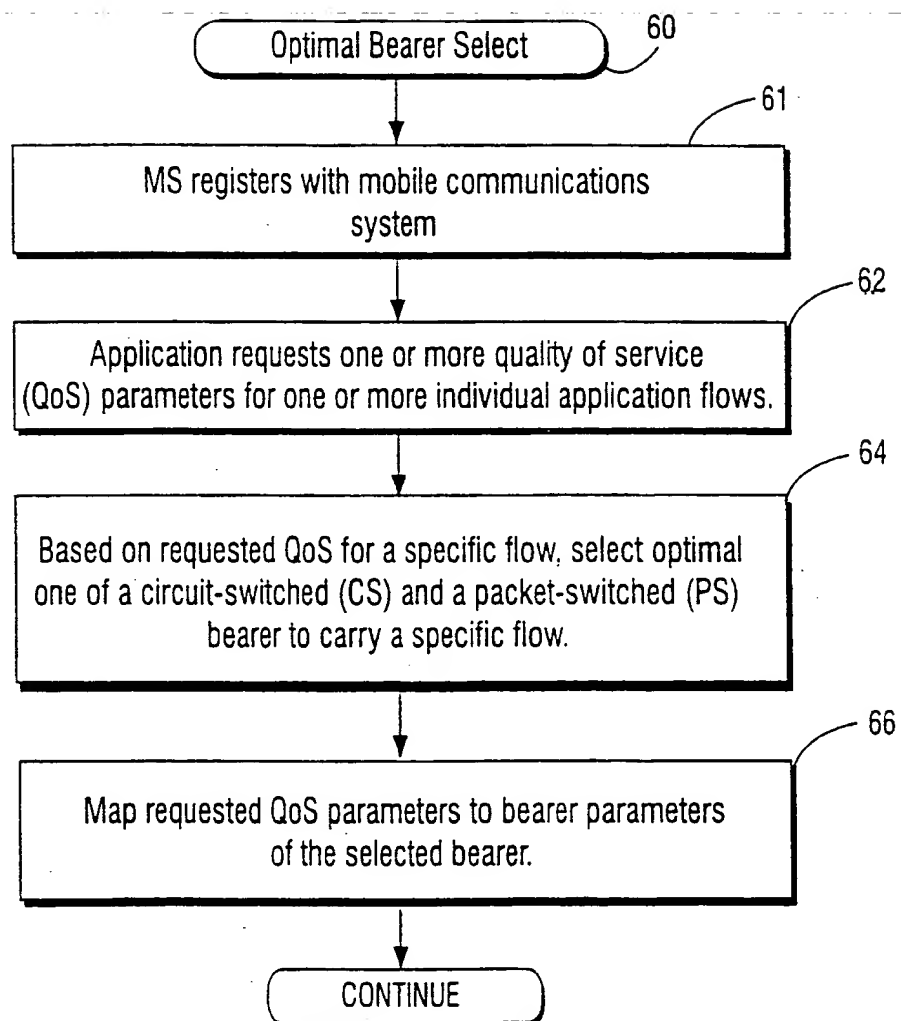 Optimal Bearer Select
60
61
MS registers with mobile communications
system
62
Application requests one or more quality of service
(QoS) parameters for one or more individual application flows.
64
Based on requested QoS for a specific flow, select optimal
one of a circuit-switched (CS) and a packet-switched (PS)
bearer to carry a specific flow.
66
Map requested QoS parameters to bearer parameters
of the selected bearer.
CONTINUE